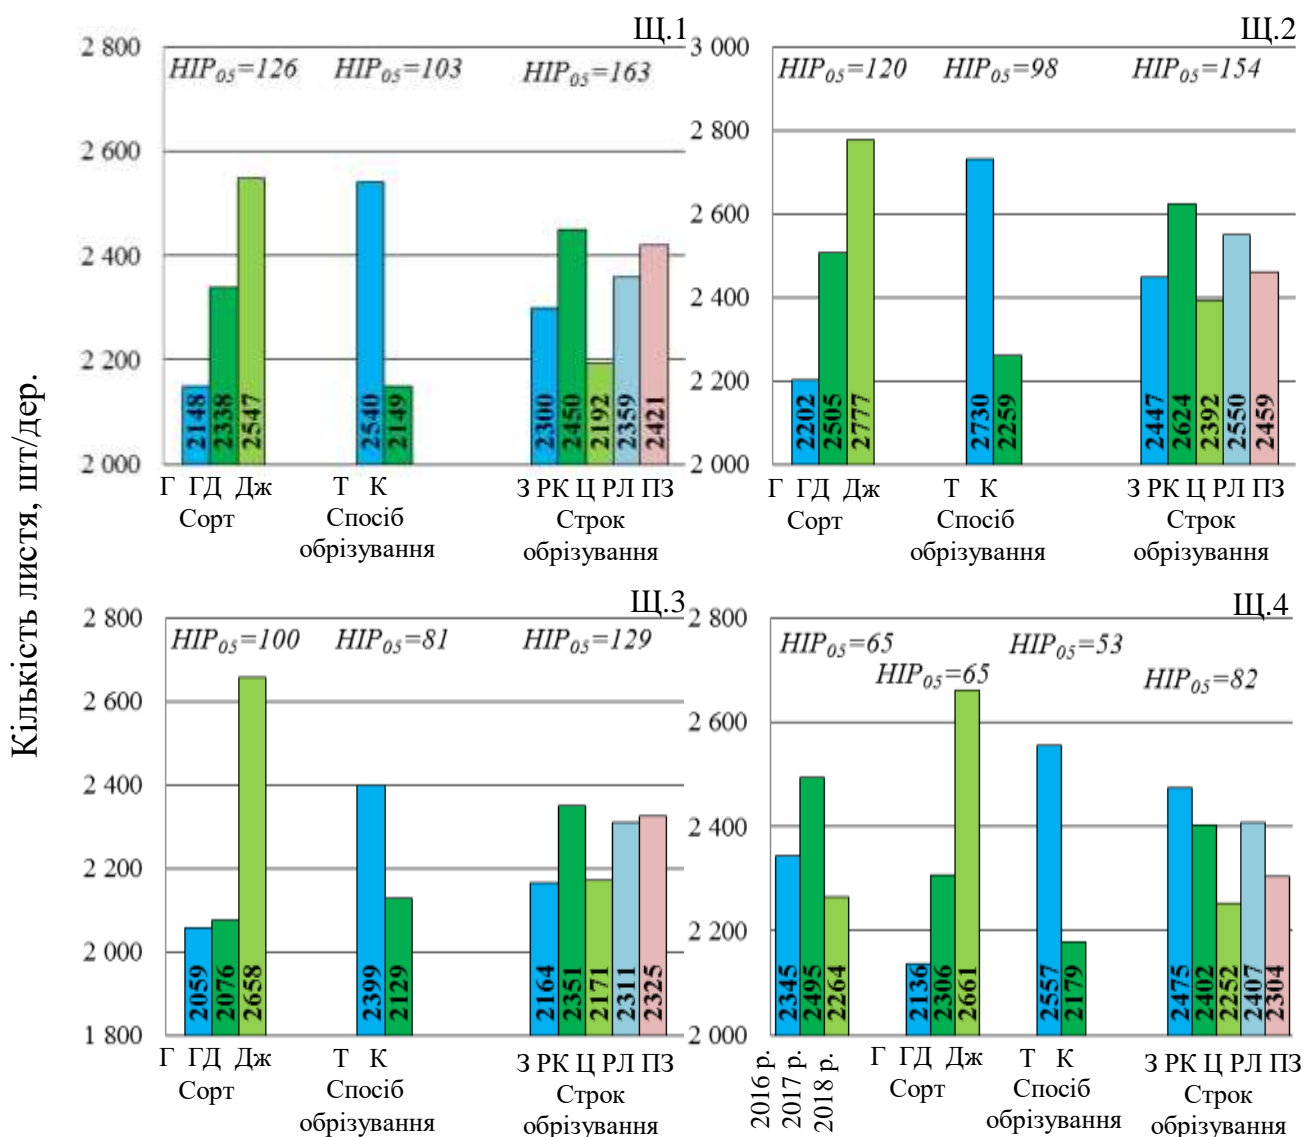 Кількість листя, шт/дер.
Щ.1
2 800
2 600
2 400
2 200
2 000
НІР05=126
НІР05=103
НІР05=163
2148
2338
2547
2540
2149
2300
2450
2192
2359
2421
Г ГД Дж
Т К
З РК Ц РЛ ПЗ
Сорт
Спосіб
обрізування
Строк
обрізування
Щ.2
3 000
2 800
2 600
2 400
2 200
2 000
НІР05=120
НІР05=98
НІР05=154
2202
2505
2777
2730
2259
2447
2624
2392
2550
2459
Г ГД Дж
Т К
З РК Ц РЛ ПЗ
Сорт
Спосіб
обрізування
Строк
обрізування
Щ.3
2 800
2 600
2 400
2 200
2 000
1 800
НІР05=100
НІР05=81
НІР05=129
2059
2076
2658
2399
2129
2164
2351
2171
2311
2325
Г ГД Дж
Т К
З РК Ц РЛ ПЗ
Сорт
Спосіб
обрізування
Строк
обрізування
Щ.4
2 800
2 600
2 400
2 200
2 000
НІР05=65
НІР05=65
НІР05=53
НІР05=82
2345
2495
2264
2136
2306
2661
2557
2179
2475
2402
2252
2407
2304
2016 р.
2017 р.
2018 р.
Г ГД Дж
Т К
З РК Ц РЛ ПЗ
Сорт
Спосіб
обрізування
Строк
обрізування